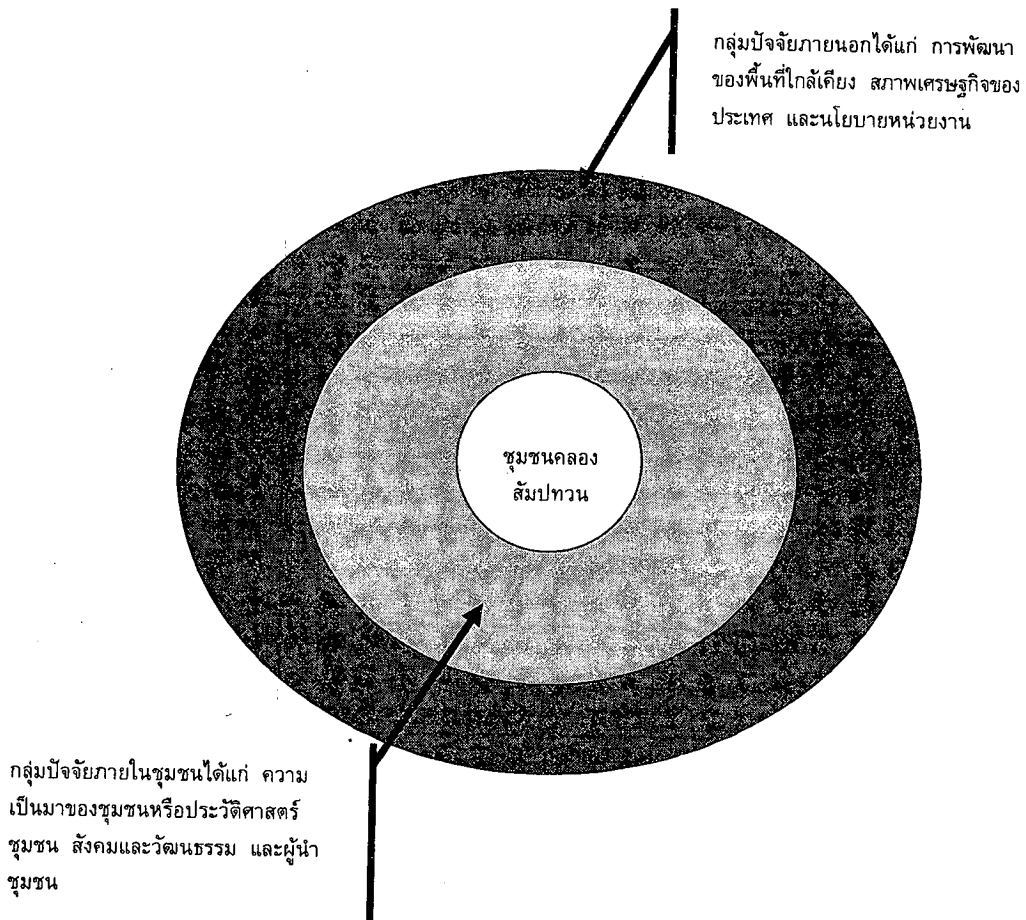 กลุ่มปัจจัยภายนอกได้แก่ การพัฒนา
ของพื้นที่ใกล้เคียง สภาพเศรษฐกิจของ
ประเทศ และนโยบายหน่วยงาน
ชุมชนคลอง
สัมปทวน
กลุ่มปัจจัยภายในชุมชนได้แก่ ความ
เป็นมาของชุมชนหรือประวัติศาสตร์
ชุมชน สังคมและวัฒนธรรม และผู้นำ
ชุมชน